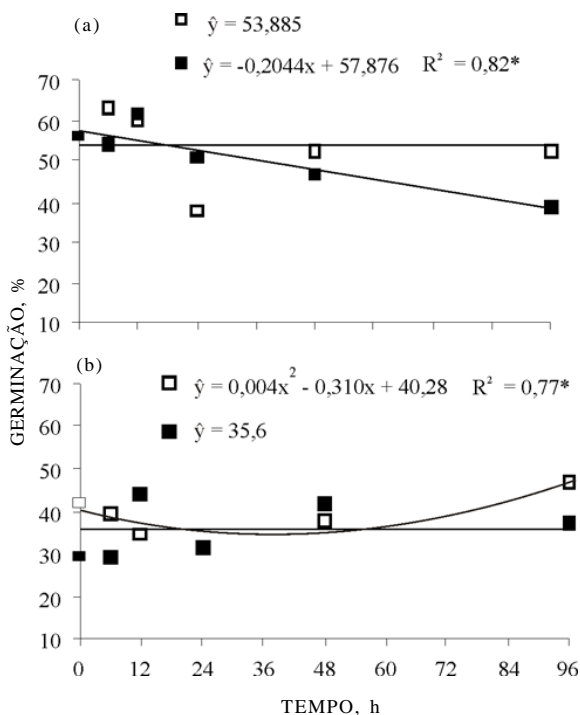 (a)
ŷ = 53,885
ŷ = -0,2044x + 57,876 R² = 0,82*
70
60
50
40
30
20
10
GERMINAÇÃO, %
(b)
ŷ = 0,004x² - 0,310x + 40,28 R² = 0,77*
ŷ = 35,6
70
60
50
40
30
20
10
0 12 24 36 48 60 72 84 96
TEMPO, h